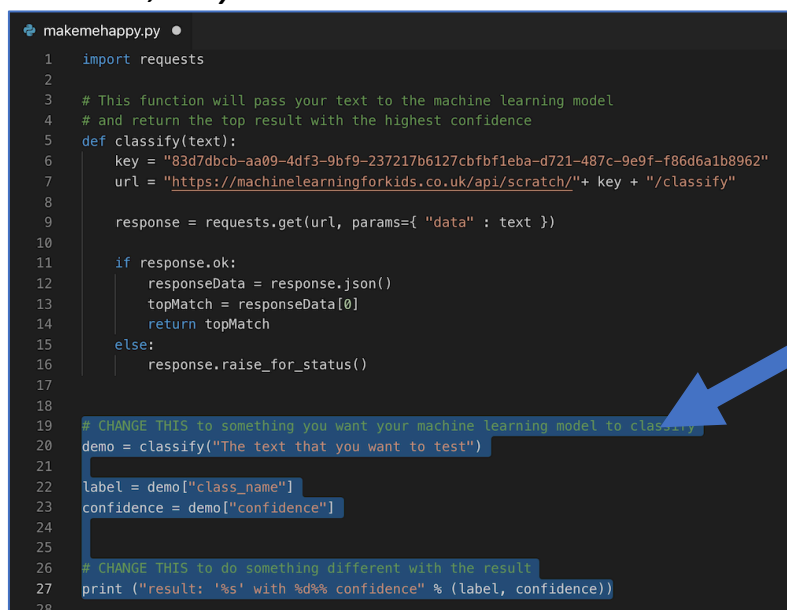 makemehappy.py
1 import requests
2
3 # This function will pass your text to the machine learning model
4 # and return the top result with the highest confidence
5 def classify(text):
6 key = "83d7dbcb-aa09-4df3-9bf9-237217b6127cbfbf1eba-d721-487c-9e9f-f86d6a1b8962"
7 url = "https://machinelearningforkids.co.uk/api/scratch/"+ key + "/classify"
8
9 response = requests.get(url, params={ "data" : text })
10
11 if response.ok:
12 responseData = response.json()
13 topMatch = responseData[0]
14 return topMatch
15 else:
16 response.raise_for_status()
17
18
19 # CHANGE THIS to something you want your machine learning model to classify
20 demo = classify("The text that you want to test")
21
22 label = demo["class_name"]
23 confidence = demo["confidence"]
24
25
26 # CHANGE THIS to do something different with the result
27 print ("result: '%s' with %d%% confidence" % (label, confidence))
28